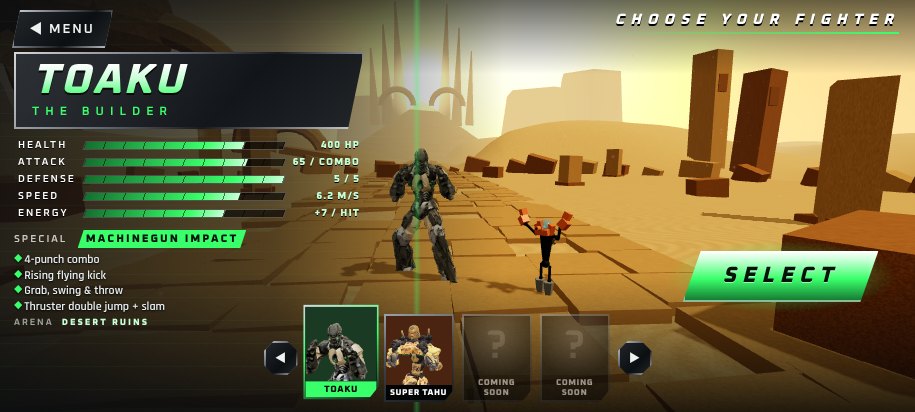 MENU
CHOOSE YOUR FIGHTER
TOAKU
THE BUILDER
HEALTH 400 HP
ATTACK 65 / COMBO
DEFENSE 5 / 5
SPEED 6.2 M/S
ENERGY +7 / HIT
SPECIAL MACHINEGUN IMPACT
4-punch combo
Rising flying kick
Grab, swing & throw
Thruster double jump + slam
ARENA DESERT RUINS
SELECT
TOAKU
SUPER TAHU
?
COMING
SOON
?
COMING
SOON